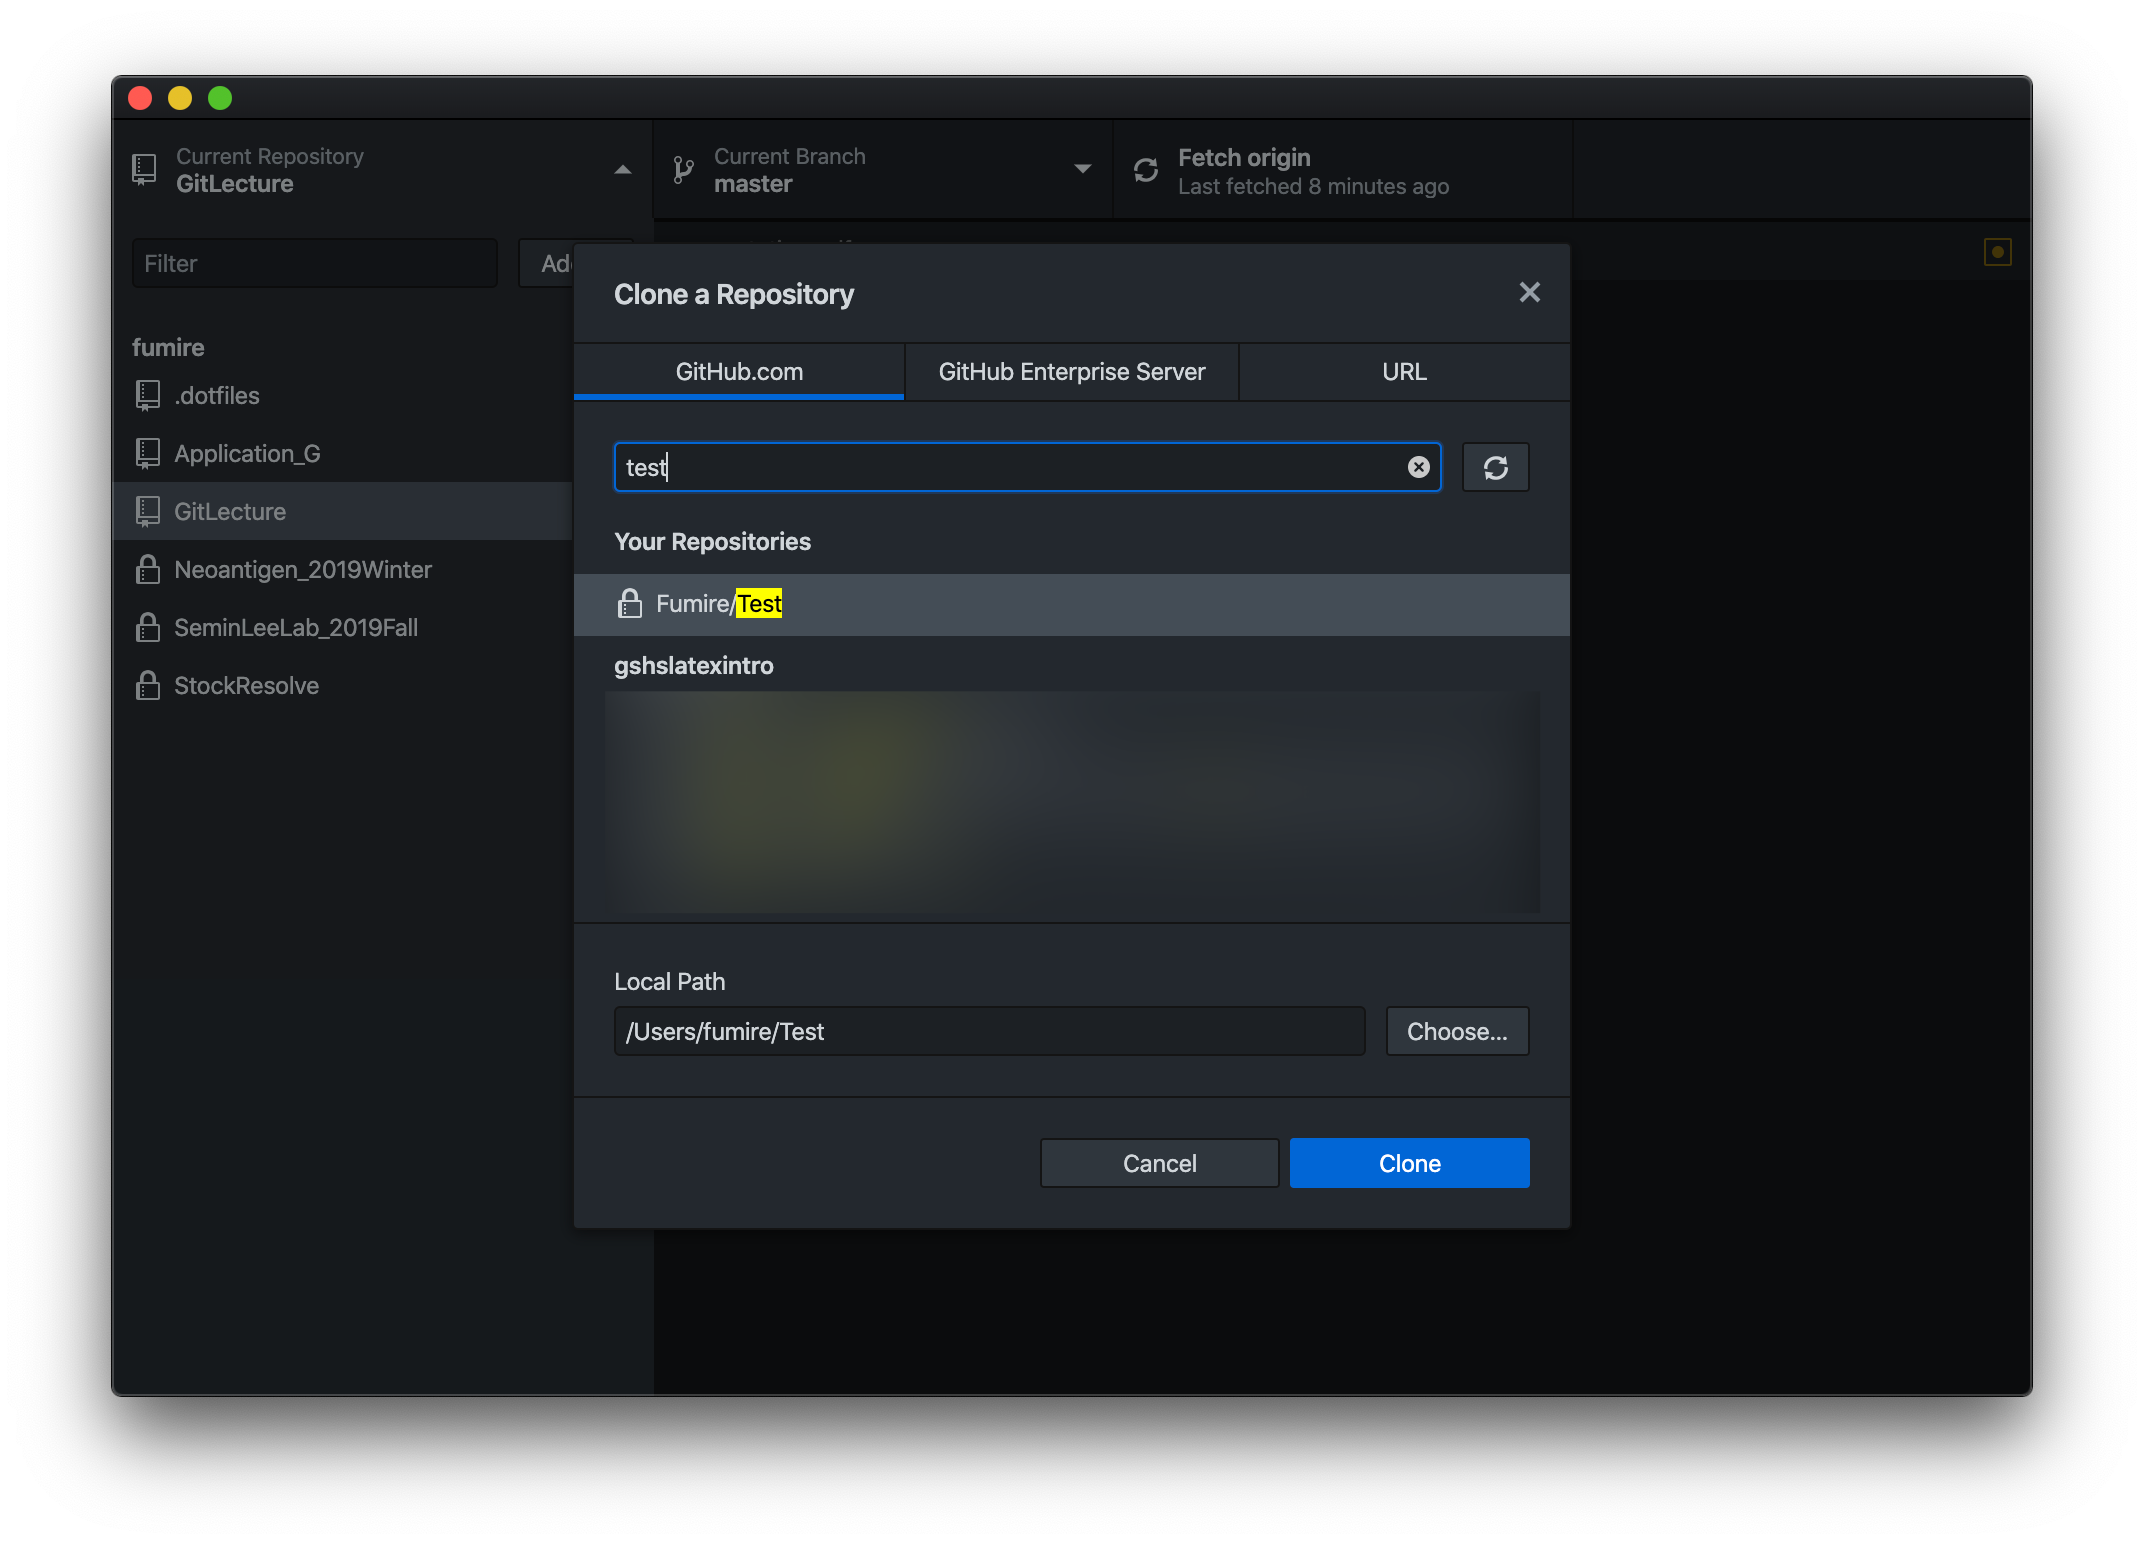 Current Repository
GitLecture
Current Branch
master
Fetch origin
Last fetched 8 minutes ago
Filter
fumire
.dotfiles
Application_G
GitLecture
Neoantigen_2019Winter
SeminLeeLab_2019Fall
StockResolve
Clone a Repository
GitHub.com
GitHub Enterprise Server
URL
test
Your Repositories
Fumire/Test
gshslatexintro
Local Path
/Users/fumire/Test
Choose...
Cancel
Clone